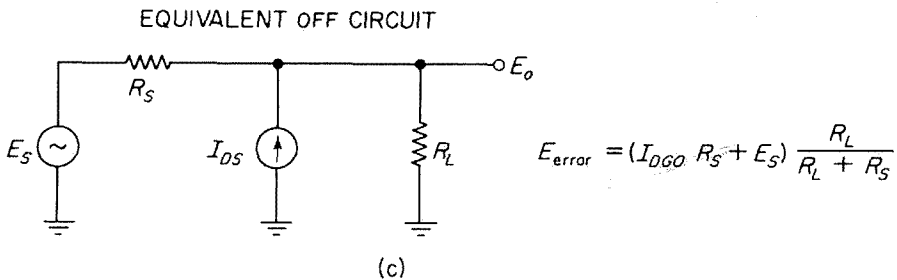 EQUIVALENT OFF CIRCUIT
R_S
E_o
E_S
I_DS
R_L
E_error = (I_DGO R_S + E_S) R_L / (R_L + R_S)
(c)